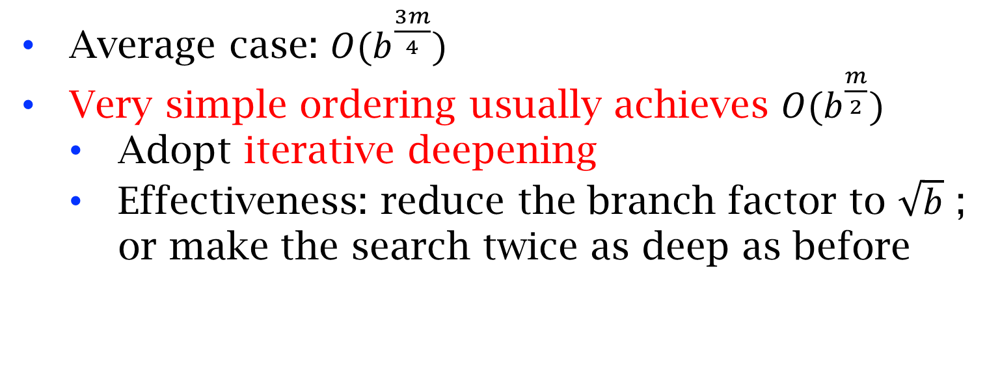 • Average case: $O(b^{\frac{3m}{4}})$
• Very simple ordering usually achieves $O(b^{\frac{m}{2}})$
• Adopt iterative deepening
• Effectiveness: reduce the branch factor to $\sqrt{b}$ ;
or make the search twice as deep as before